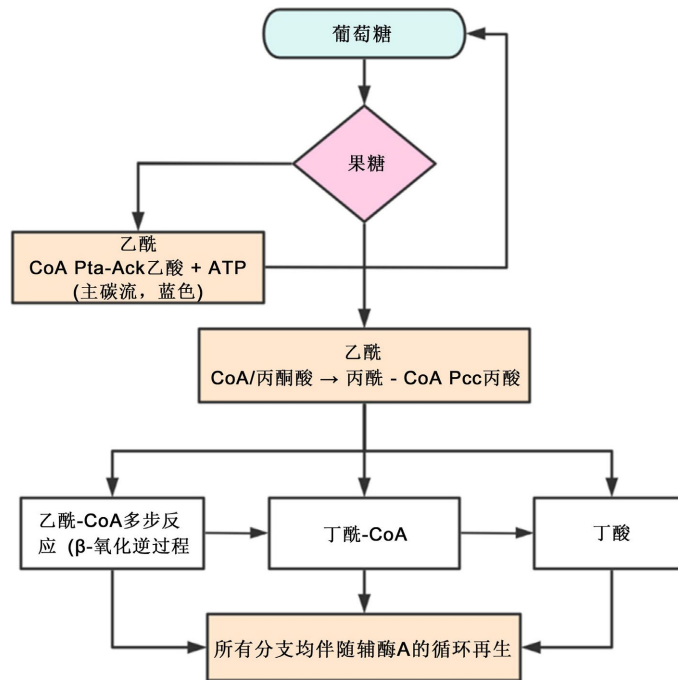 葡萄糖
果糖
乙酰
CoA Pta-Ack乙酸 + ATP
(主碳流，蓝色)
乙酰
CoA/丙酮酸 → 丙酰 - CoA Pcc丙酸
乙酰-CoA多步反
应 (β-氧化逆过程
丁酰-CoA
丁酸
所有分支均伴随辅酶A的循环再生